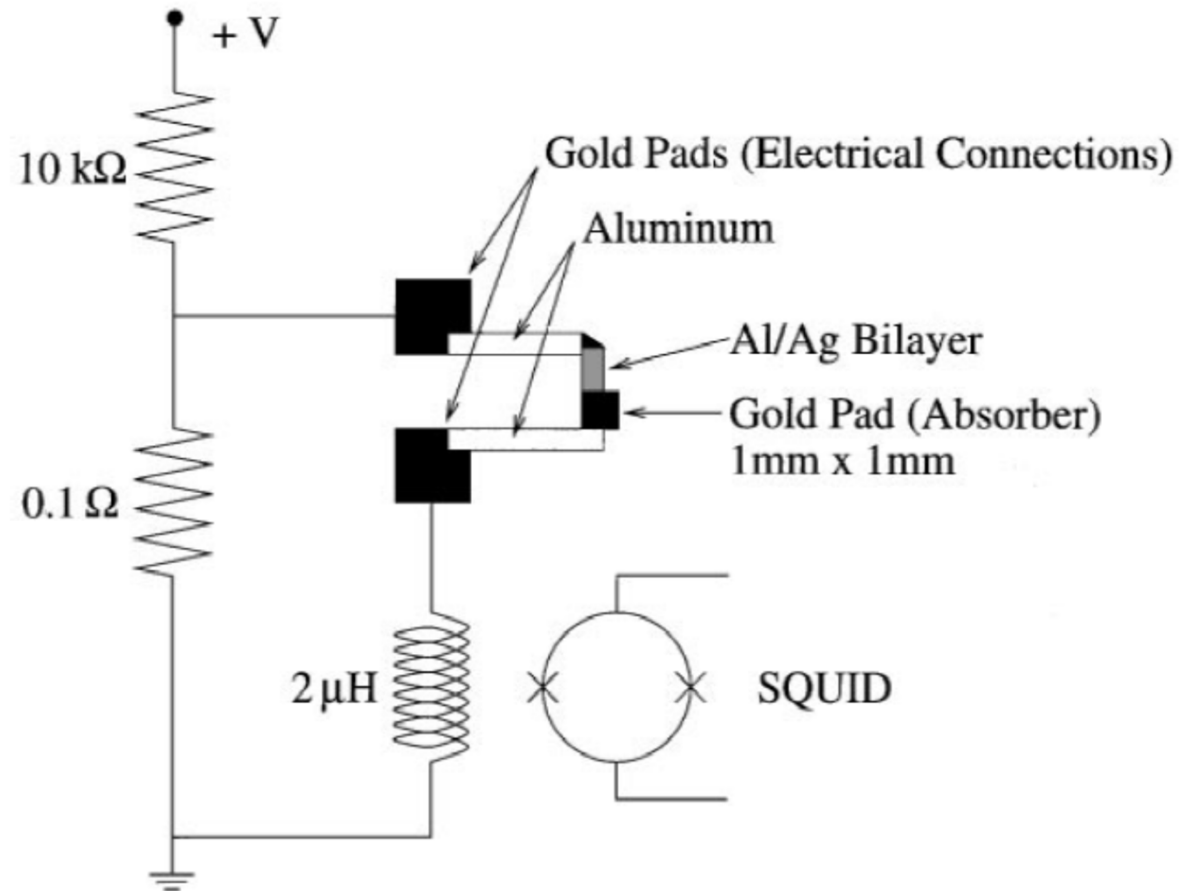 + V
10 kΩ
Gold Pads (Electrical Connections)
Aluminum
Al/Ag Bilayer
Gold Pad (Absorber)
1mm x 1mm
0.1 Ω
2 µH
SQUID